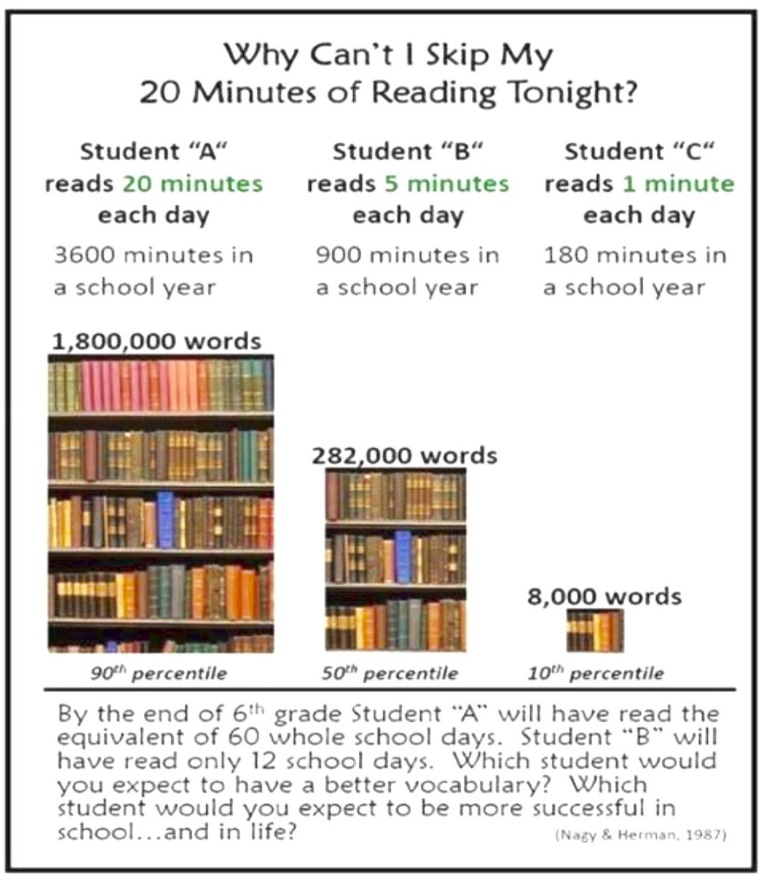 Why Can't I Skip My
20 Minutes of Reading Tonight?
Student "A"
reads 20 minutes
each day
3600 minutes in
a school year
1,800,000 words
90th percentile
Student "B"
reads 5 minutes
each day
900 minutes in
a school year
282,000 words
50th percentile
Student "C"
reads 1 minute
each day
180 minutes in
a school year
8,000 words
10th percentile
By the end of 6th grade Student "A" will have read the
equivalent of 60 whole school days. Student "B" will
have read only 12 school days. Which student would
you expect to have a better vocabulary? Which
student would you expect to be more successful in
school...and in life?
(Nagy & Herman, 1987)